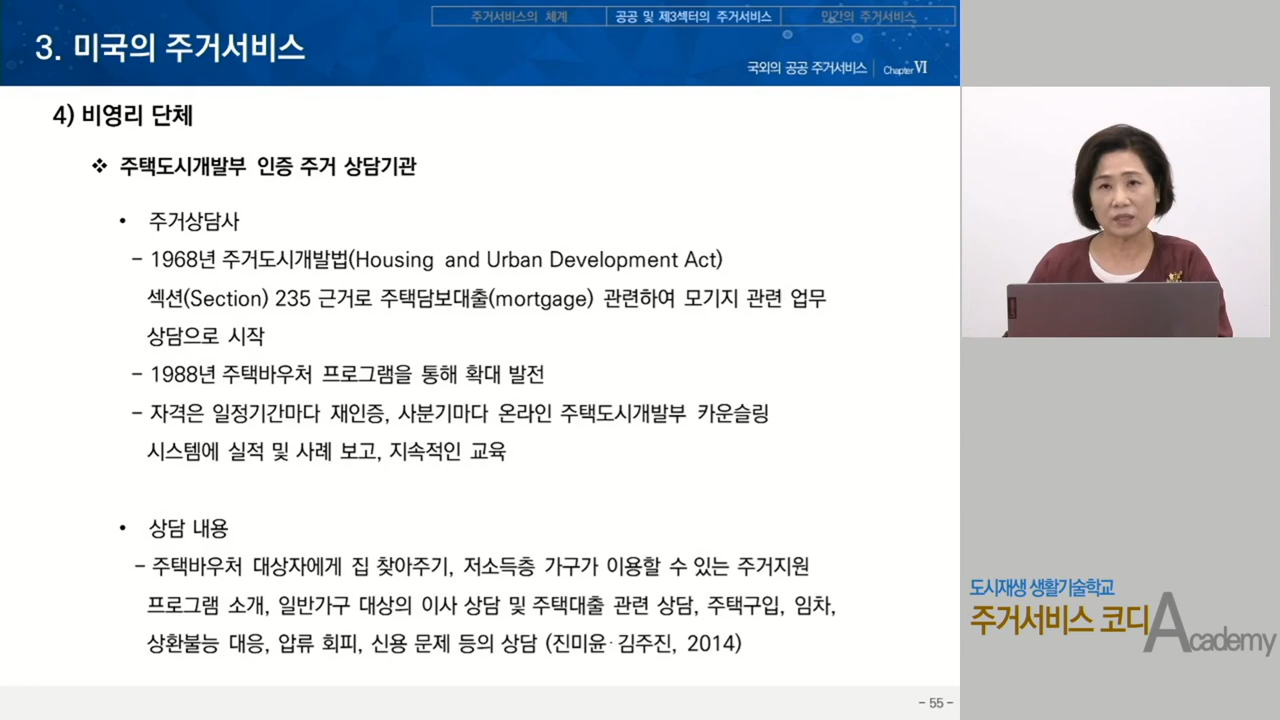 주거서비스의 체계
공공 및 제3섹터의 주거서비스
민간의 주거서비스
3. 미국의 주거서비스
국외의 공공 주거서비스 | Chapter Ⅵ
4) 비영리 단체
❖ 주택도시개발부 인증 주거 상담기관
• 주거상담사
– 1968년 주거도시개발법(Housing and Urban Development Act)
섹션(Section) 235 근거로 주택담보대출(mortgage) 관련하여 모기지 관련 업무
상담으로 시작
– 1988년 주택바우처 프로그램을 통해 확대 발전
– 자격은 일정기간마다 재인증, 사분기마다 온라인 주택도시개발부 카운슬링
시스템에 실적 및 사례 보고, 지속적인 교육
• 상담 내용
– 주택바우처 대상자에게 집 찾아주기, 저소득층 가구가 이용할 수 있는 주거지원
프로그램 소개, 일반가구 대상의 이사 상담 및 주택대출 관련 상담, 주택구입, 임차,
상환불능 대응, 압류 회피, 신용 문제 등의 상담 (진미윤·김주진, 2014)
도시재생 생활기술학교
주거서비스 코디 Academy
- 55 -